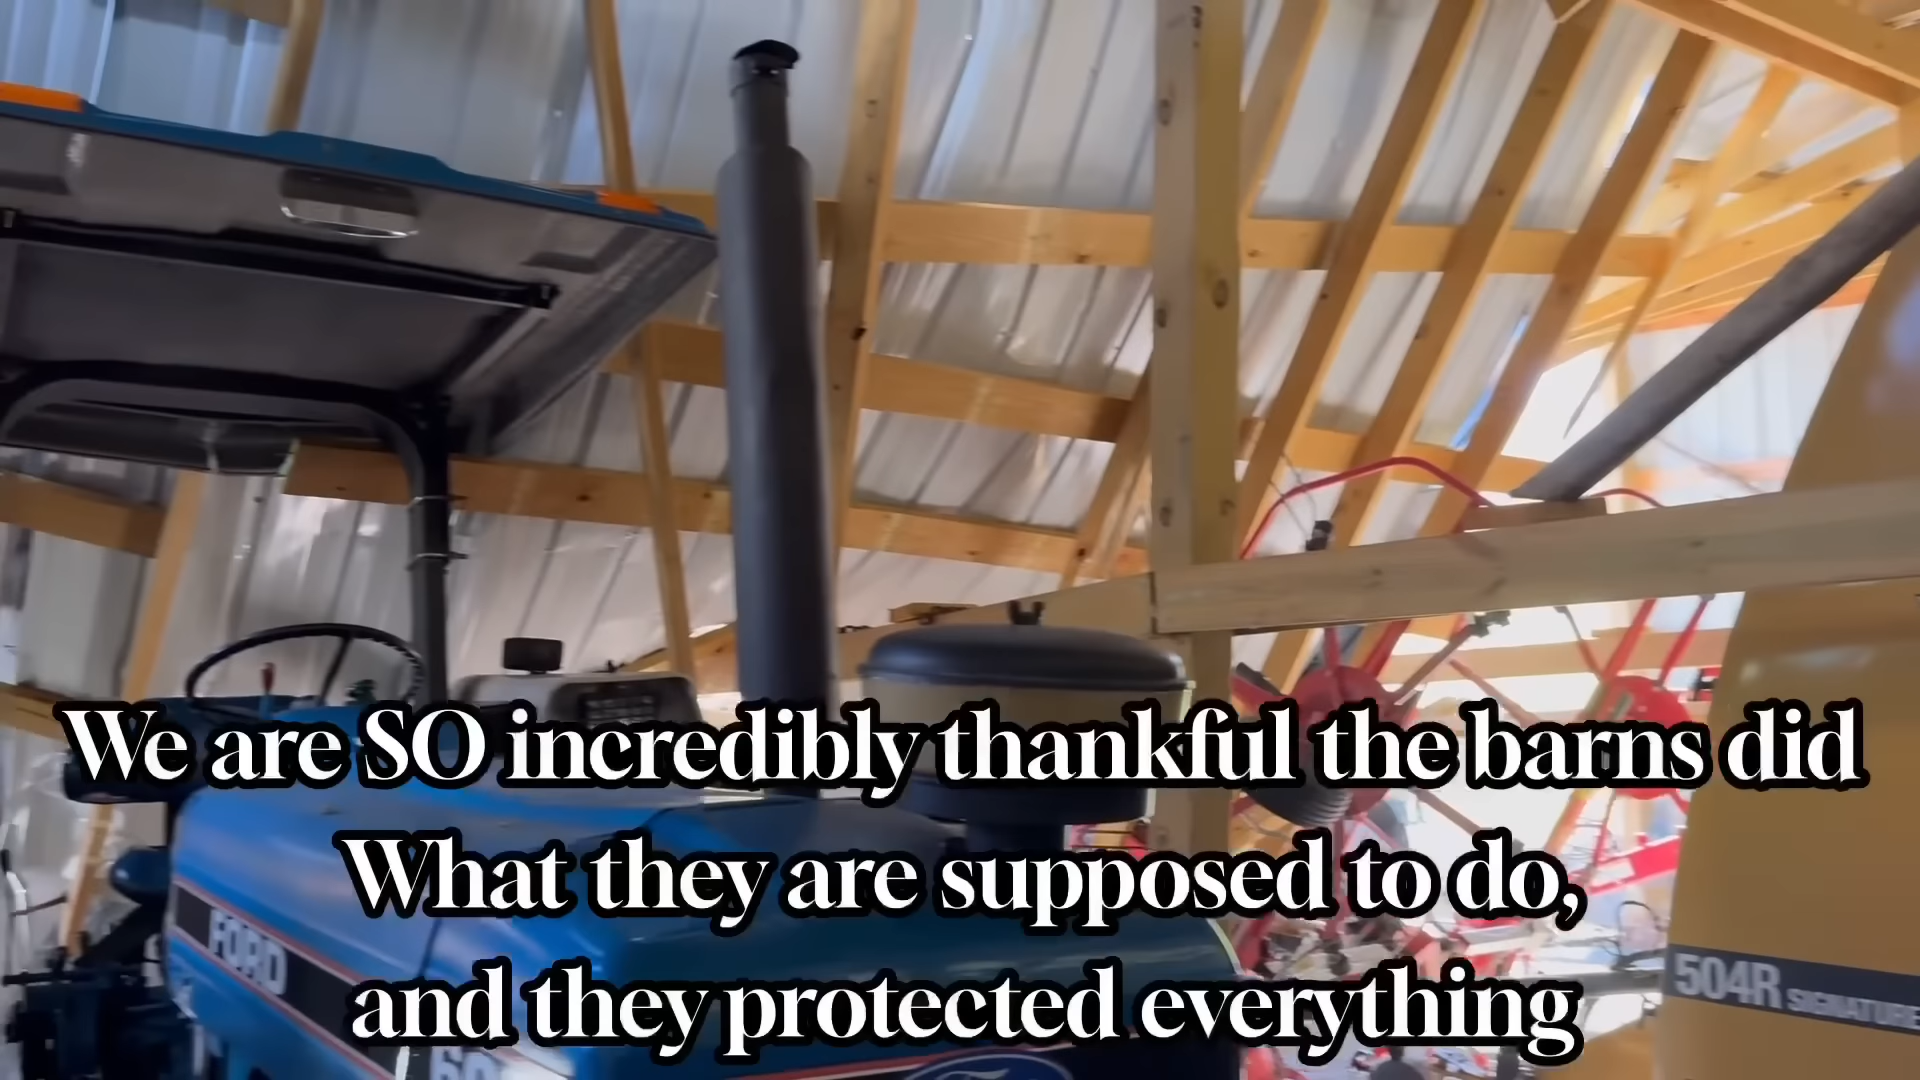 We are SO incredibly thankful the barns did
What they are supposed to do,
and they protected everything
FORD
504R SIGNATURE